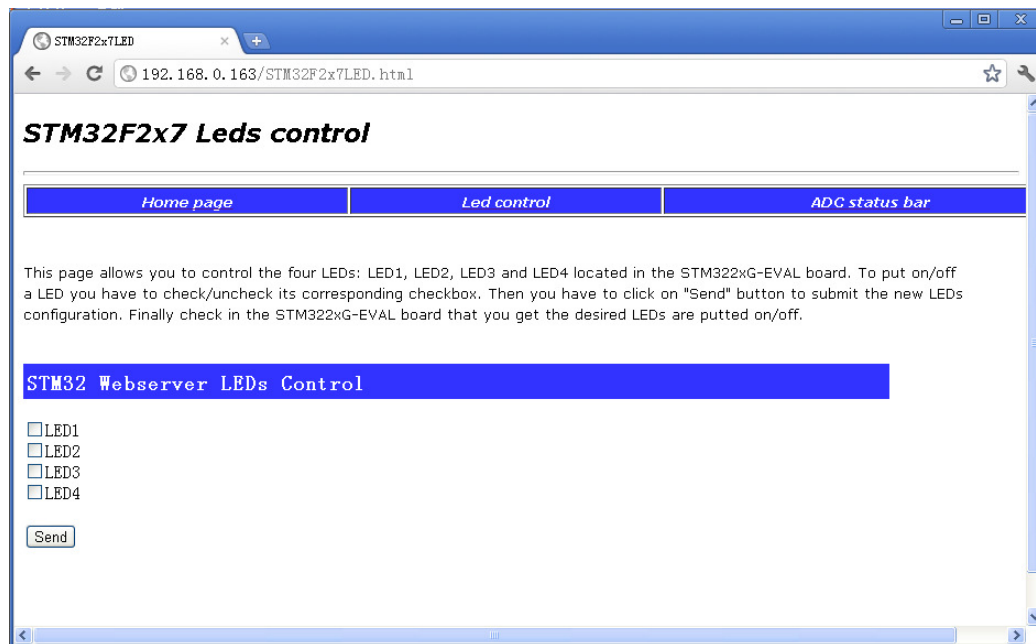 STM32F2x7LED
192.168.0.163/STM32F2x7LED.html
STM32F2x7 Leds control
Home page Led control ADC status bar
This page allows you to control the four LEDs: LED1, LED2, LED3 and LED4 located in the STM322xG-EVAL board. To put on/off
a LED you have to check/uncheck its corresponding checkbox. Then you have to click on "Send" button to submit the new LEDs
configuration. Finally check in the STM322xG-EVAL board that you get the desired LEDs are putted on/off.
STM32 Webserver LEDs Control
LED1
LED2
LED3
LED4
Send